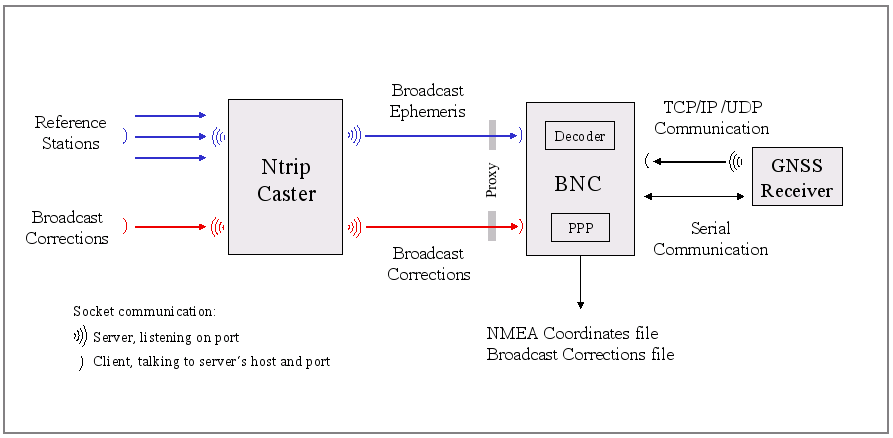 Reference
Stations
Broadcast
Corrections
Ntrip
Caster
Broadcast
Ephemeris
Broadcast
Corrections
Proxy
Decoder
BNC
PPP
TCP/IP /UDP
Communication
GNSS
Receiver
Serial
Communication
NMEA Coordinates file
Broadcast Corrections file
Socket communication:
Server, listening on port
Client, talking to server's host and port